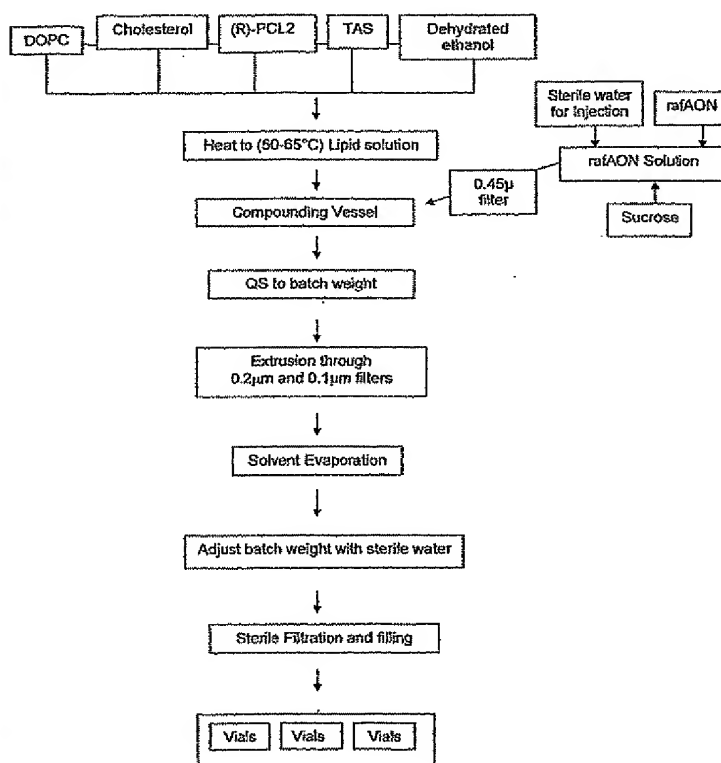 DOPC
Cholesterol
(R)-PCL2
TAS
Dehydrated
ethanol
Sterile water
for Injection
rafAON
Heat to (60-65°C) Lipid solution
rafAON Solution
0.45µ
filter
Compounding Vessel
Sucrose
QS to batch weight
Extrusion through
0.2µm and 0.1µm filters
Solvent Evaporation
Adjust batch weight with sterile water
Sterile Filtration and filling
Vials Vials Vials